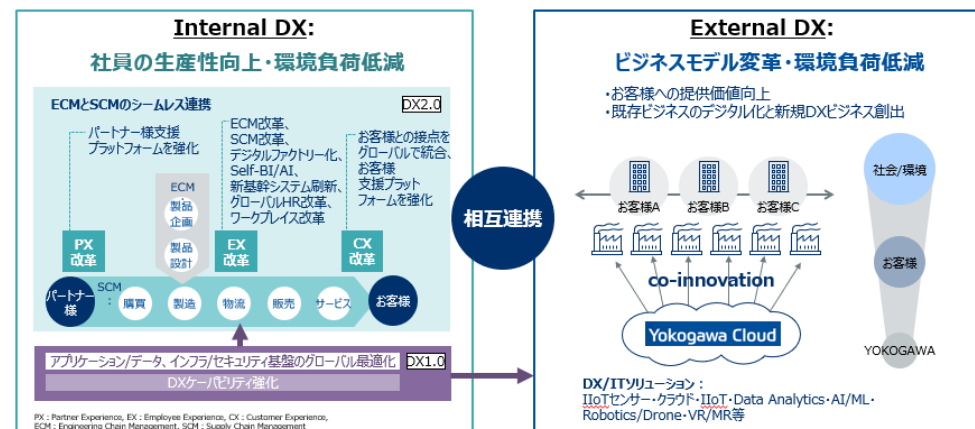 Internal DX:
社員の生産性向上・環境負荷低減
ECMとSCMのシームレス連携
DX2.0
パートナー様支援
プラットフォームを強化
ECM改革、
SCM改革、
デジタルファクトリー化、
Self-BI/AI、
新基幹システム刷新、
グローバルHR改革、
ワークプレイス改革
お客様との接点を
グローバルで統合、
お客様
支援プラット
フォームを強化
ECM
:
製品
企画
製品
設計
PX
改革
EX
改革
CX
改革
パートナー
様
SCM
:
購買
製造
物流
販売
サービス
お客様
アプリケーション/データ、インフラ/セキュリティ基盤のグローバル最適化
DX1.0
DXケーパビリティ強化
PX : Partner Experience, EX : Employee Experience, CX : Customer Experience,
ECM : Engineering Chain Management, SCM : Supply Chain Management
相互連携
External DX:
ビジネスモデル変革・環境負荷低減
・お客様への提供価値向上
・既存ビジネスのデジタル化と新規DXビジネス創出
お客様A
お客様B
お客様C
co-innovation
Yokogawa Cloud
社会/環境
お客様
YOKOGAWA
DX/ITソリューション：
IIoTセンサー・クラウド・IIoT・Data Analytics・AI/ML・
Robotics/Drone・VR/MR等